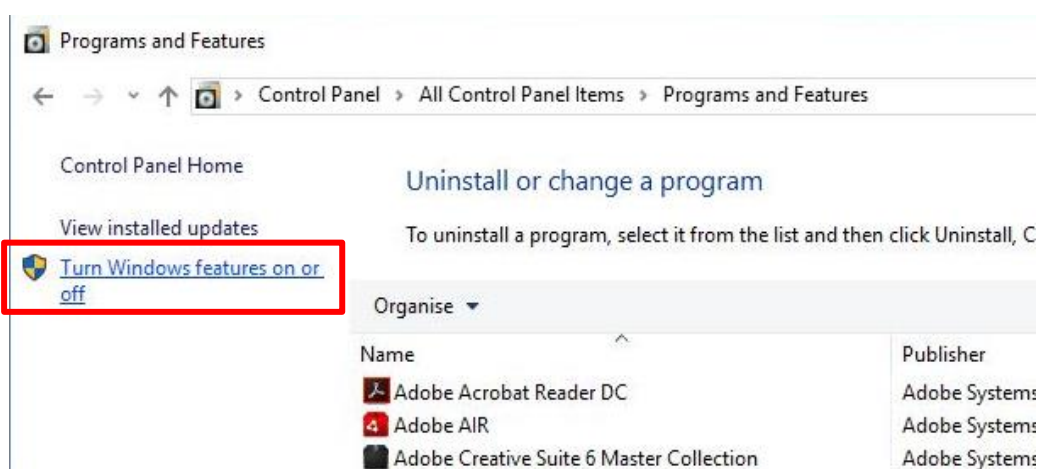 Programs and Features
Control Panel > All Control Panel Items > Programs and Features
Control Panel Home
View installed updates
Turn Windows features on or
off
Uninstall or change a program
To uninstall a program, select it from the list and then click Uninstall, C
Organise
Name Publisher
Adobe Acrobat Reader DC Adobe Systems
Adobe AIR Adobe Systems
Adobe Creative Suite 6 Master Collection Adobe Systems